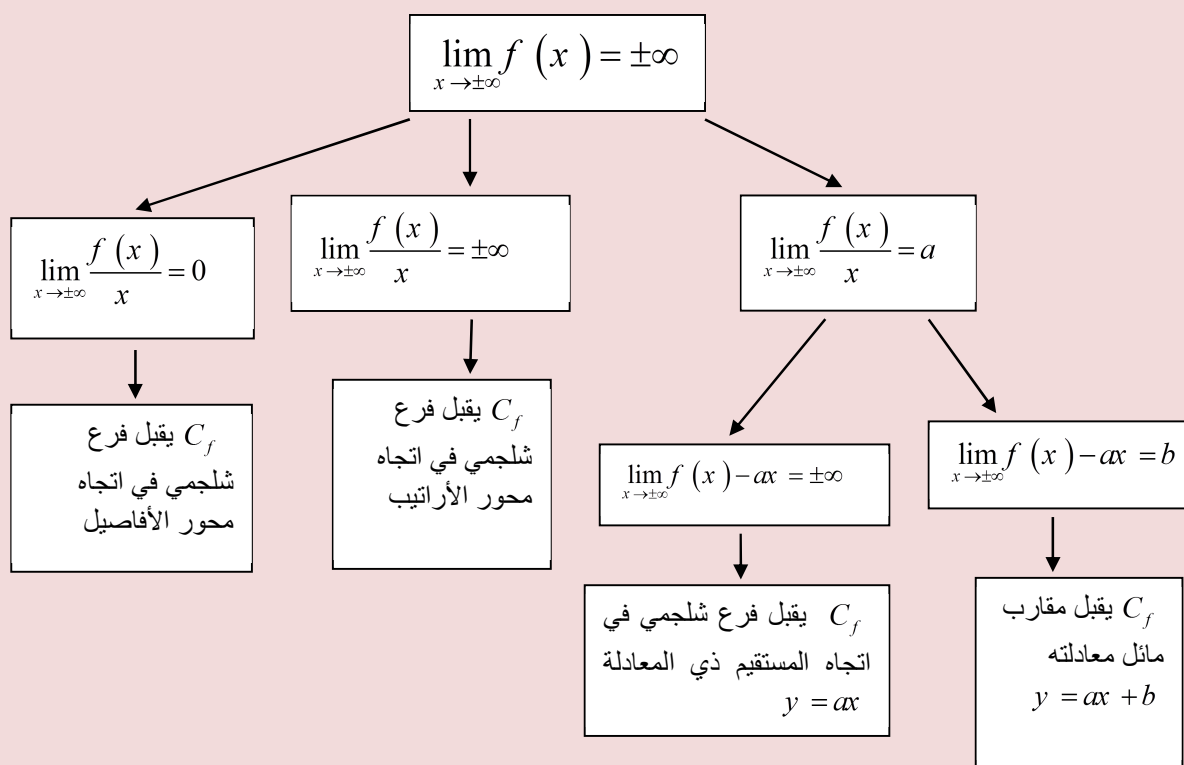 lim_{x→±∞} f(x) = ±∞
lim_{x→±∞} f(x)/x = a
lim_{x→±∞} f(x)/x = ±∞
lim_{x→±∞} f(x)/x = 0
lim_{x→±∞} f(x) − ax = b
lim_{x→±∞} f(x) − ax = ±∞
C_f يقبل فرع
شلجمي في اتجاه
محور الأراتيب
C_f يقبل فرع
شلجمي في اتجاه
محور الأفاصيل
C_f يقبل مقارب
مائل معادلته
y = ax + b
C_f يقبل فرع شلجمي في
اتجاه المستقيم ذي المعادلة
y = ax